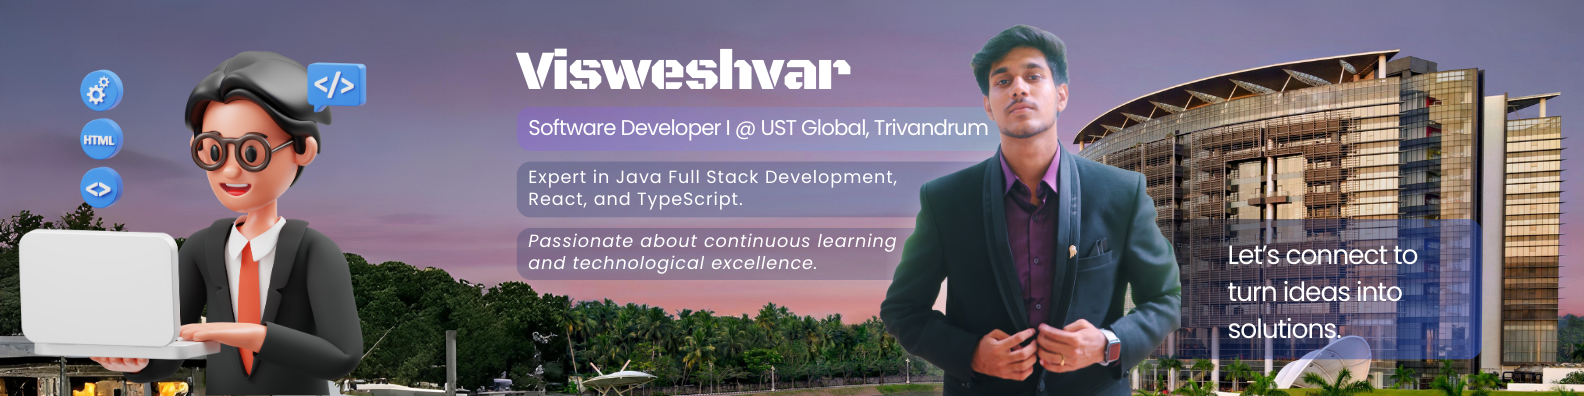 Visweshvar
Software Developer I @ UST Global, Trivandrum
Expert in Java Full Stack Development,
React, and TypeScript.
Passionate about continuous learning
and technological excellence.
</>
HTML
<>
Let's connect to
turn ideas into
solutions.